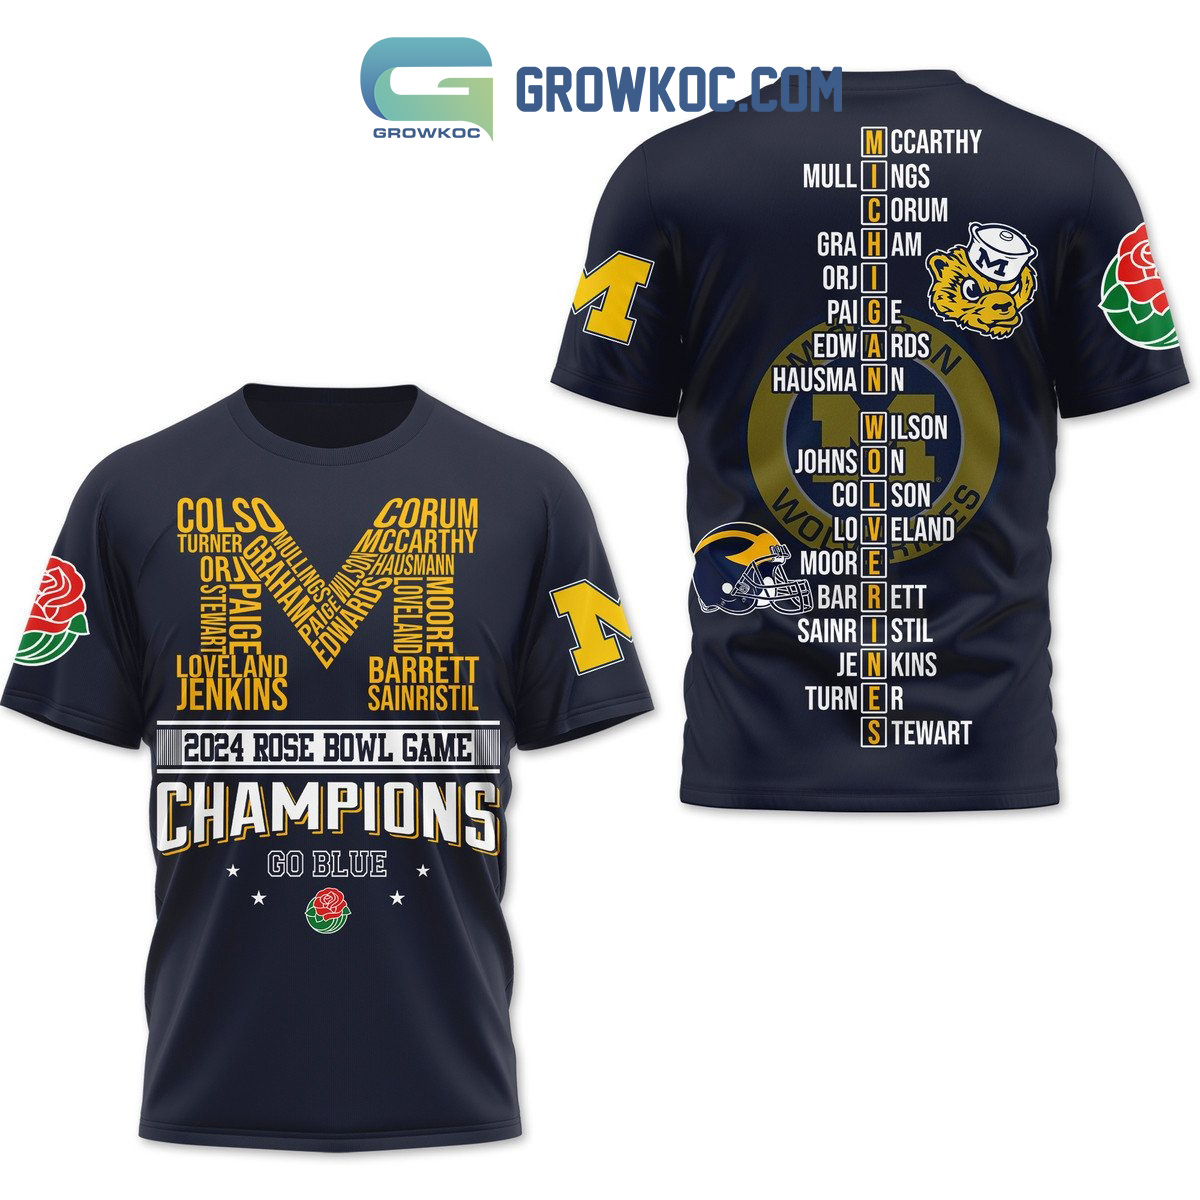 GROWKOC
GROWKOC.COM
MCCARTHY
MULLINGS
CORUM
GRAHAM
ORJI
PAIGE
EDWARDS
HAUSMANN
WILSON
JOHNSON
COLSON
LOVELAND
MOORE
BARRETT
SAINRISTIL
JENKINS
TURNER
STEWART
M
M
M
COLSO
TURNER
ORJI
STEWART
PAIGE
GRAHAM
MULLINGS
PAIGE WILSON
EDWARDS
CORUM
MCCARTHY
HAUSMANN
LOVELAND
MOORE
LOVELAND
JENKINS
BARRETT
SAINRISTIL
M
2024 ROSE BOWL GAME
CHAMPIONS
GO BLUE